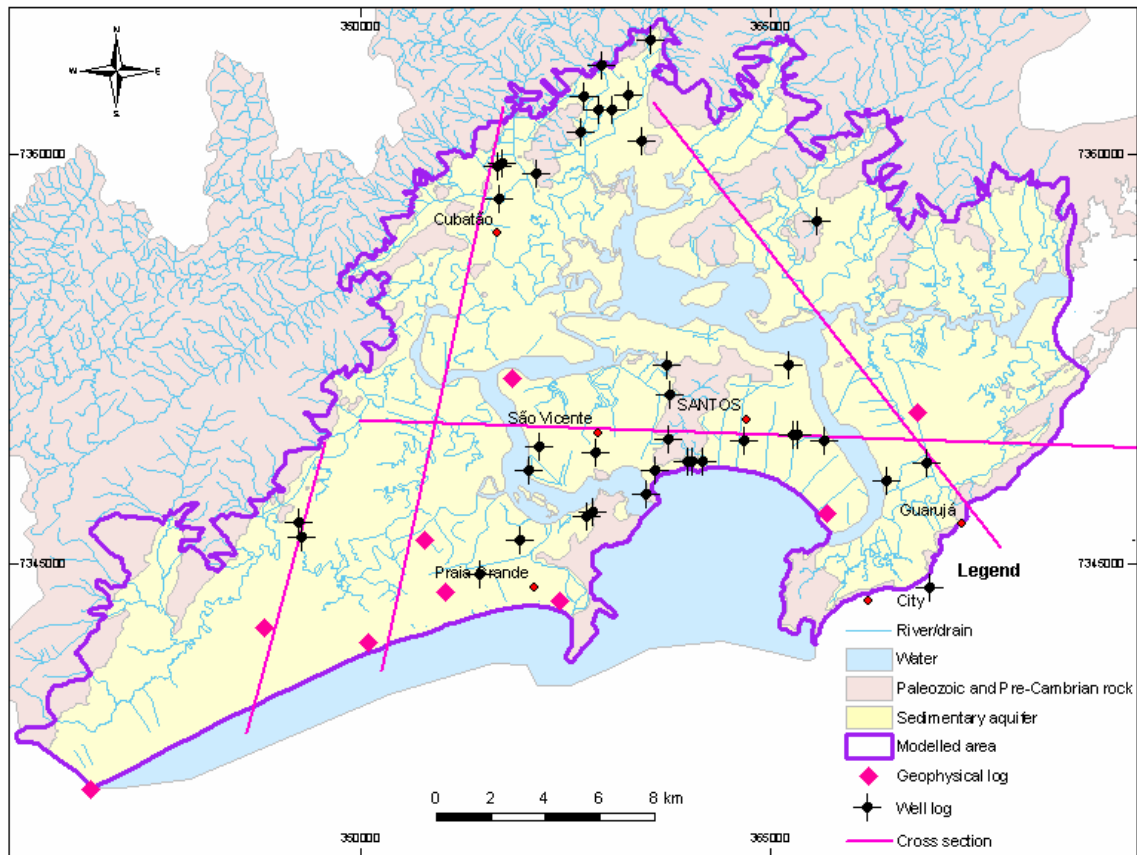 350000
365000
N
W
E
S
7360000
7360000
Cubatão
São Vicente
SANTOS
Guarujá
7345000
7345000
Praia Grande
Legend
City
River/drain
Water
Paleozoic and Pre-Cambrian rock
Sedimentary aquifer
Modelled area
Geophysical log
Well log
Cross section
0 2 4 6 8 km
350000
365000